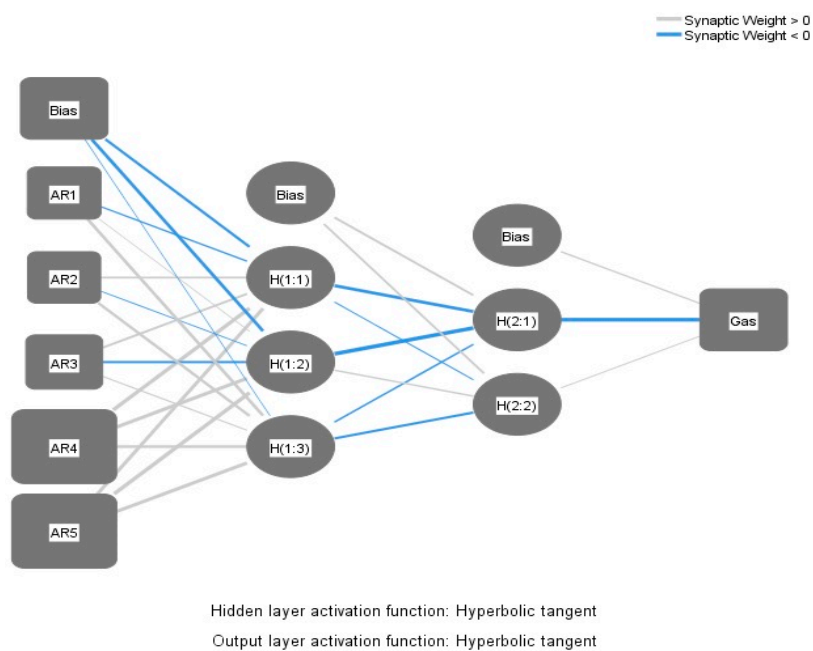 Synaptic Weight > 0
Synaptic Weight < 0
Bias
AR1
AR2
AR3
AR4
AR5
Bias
H(1:1)
H(1:2)
H(1:3)
Bias
H(2:1)
H(2:2)
Gas
Hidden layer activation function: Hyperbolic tangent
Output layer activation function: Hyperbolic tangent